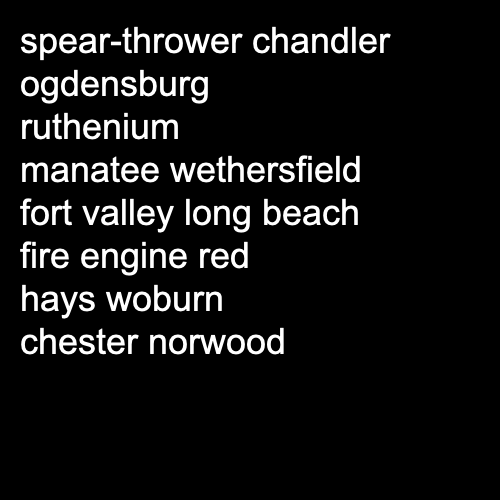 spear-thrower chandler
ogdensburg
ruthenium
manatee wethersfield
fort valley long beach
fire engine red
hays woburn
chester norwood